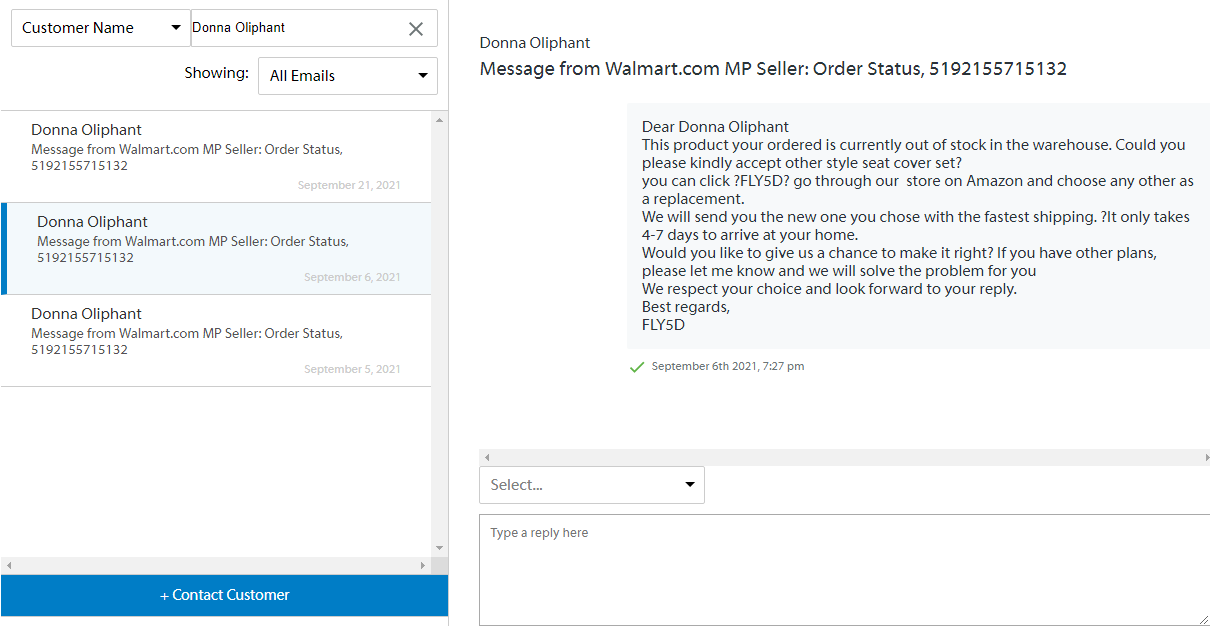 Customer Name
Donna Oliphant
Showing:
All Emails
Donna Oliphant
Message from Walmart.com MP Seller: Order Status,
5192155715132
September 21, 2021
Donna Oliphant
Message from Walmart.com MP Seller: Order Status,
5192155715132
September 6, 2021
Donna Oliphant
Message from Walmart.com MP Seller: Order Status,
5192155715132
September 5, 2021
+ Contact Customer
Donna Oliphant
Message from Walmart.com MP Seller: Order Status, 5192155715132
Dear Donna Oliphant
This product your ordered is currently out of stock in the warehouse. Could you
please kindly accept other style seat cover set?
you can click ?FLY5D? go through our  store on Amazon and choose any other as
a replacement.
We will send you the new one you chose with the fastest shipping. ?It only takes
4-7 days to arrive at your home.
Would you like to give us a chance to make it right? If you have other plans,
please let me know and we will solve the problem for you
We respect your choice and look forward to your reply.
Best regards,
FLY5D
September 6th 2021, 7:27 pm
Select...
Type a reply here